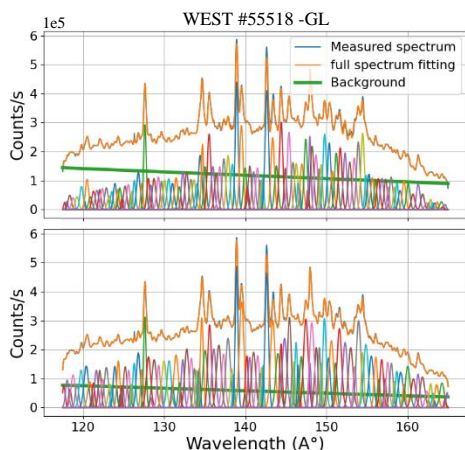 WEST #55518 -GL
1e5
Measured spectrum
full spectrum fitting
Background
Counts/s
6
5
4
3
2
1
0
Counts/s
6
5
4
3
2
1
0
120 130 140 150 160
Wavelength (A°)